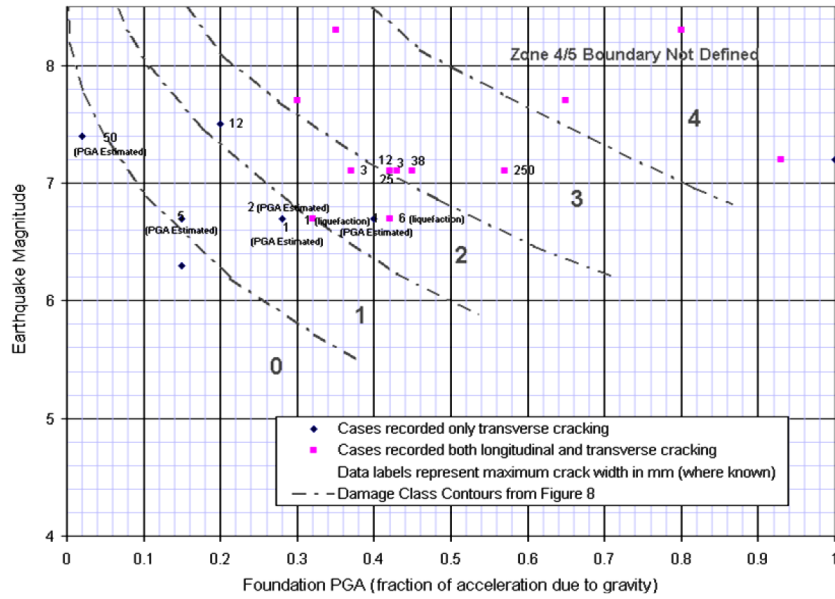 Zone 4/5 Boundary Not Defined
8
4
50
(PGA Estimated)
12
12
3
38
3
25
250
7
3
5
(PGA Estimated)
2 (PGA Estimated)
1
(PGA Estimated)
1 (liquefaction)
4
(PGA Estimated)
6 (liquefaction)
2
6
1
0
5
Cases recorded only transverse cracking
Cases recorded both longitudinal and transverse cracking
Data labels represent maximum crack width in mm (where known)
Damage Class Contours from Figure 8
4
0 0.1 0.2 0.3 0.4 0.5 0.6 0.7 0.8 0.9 1
Foundation PGA (fraction of acceleration due to gravity)
Earthquake Magnitude